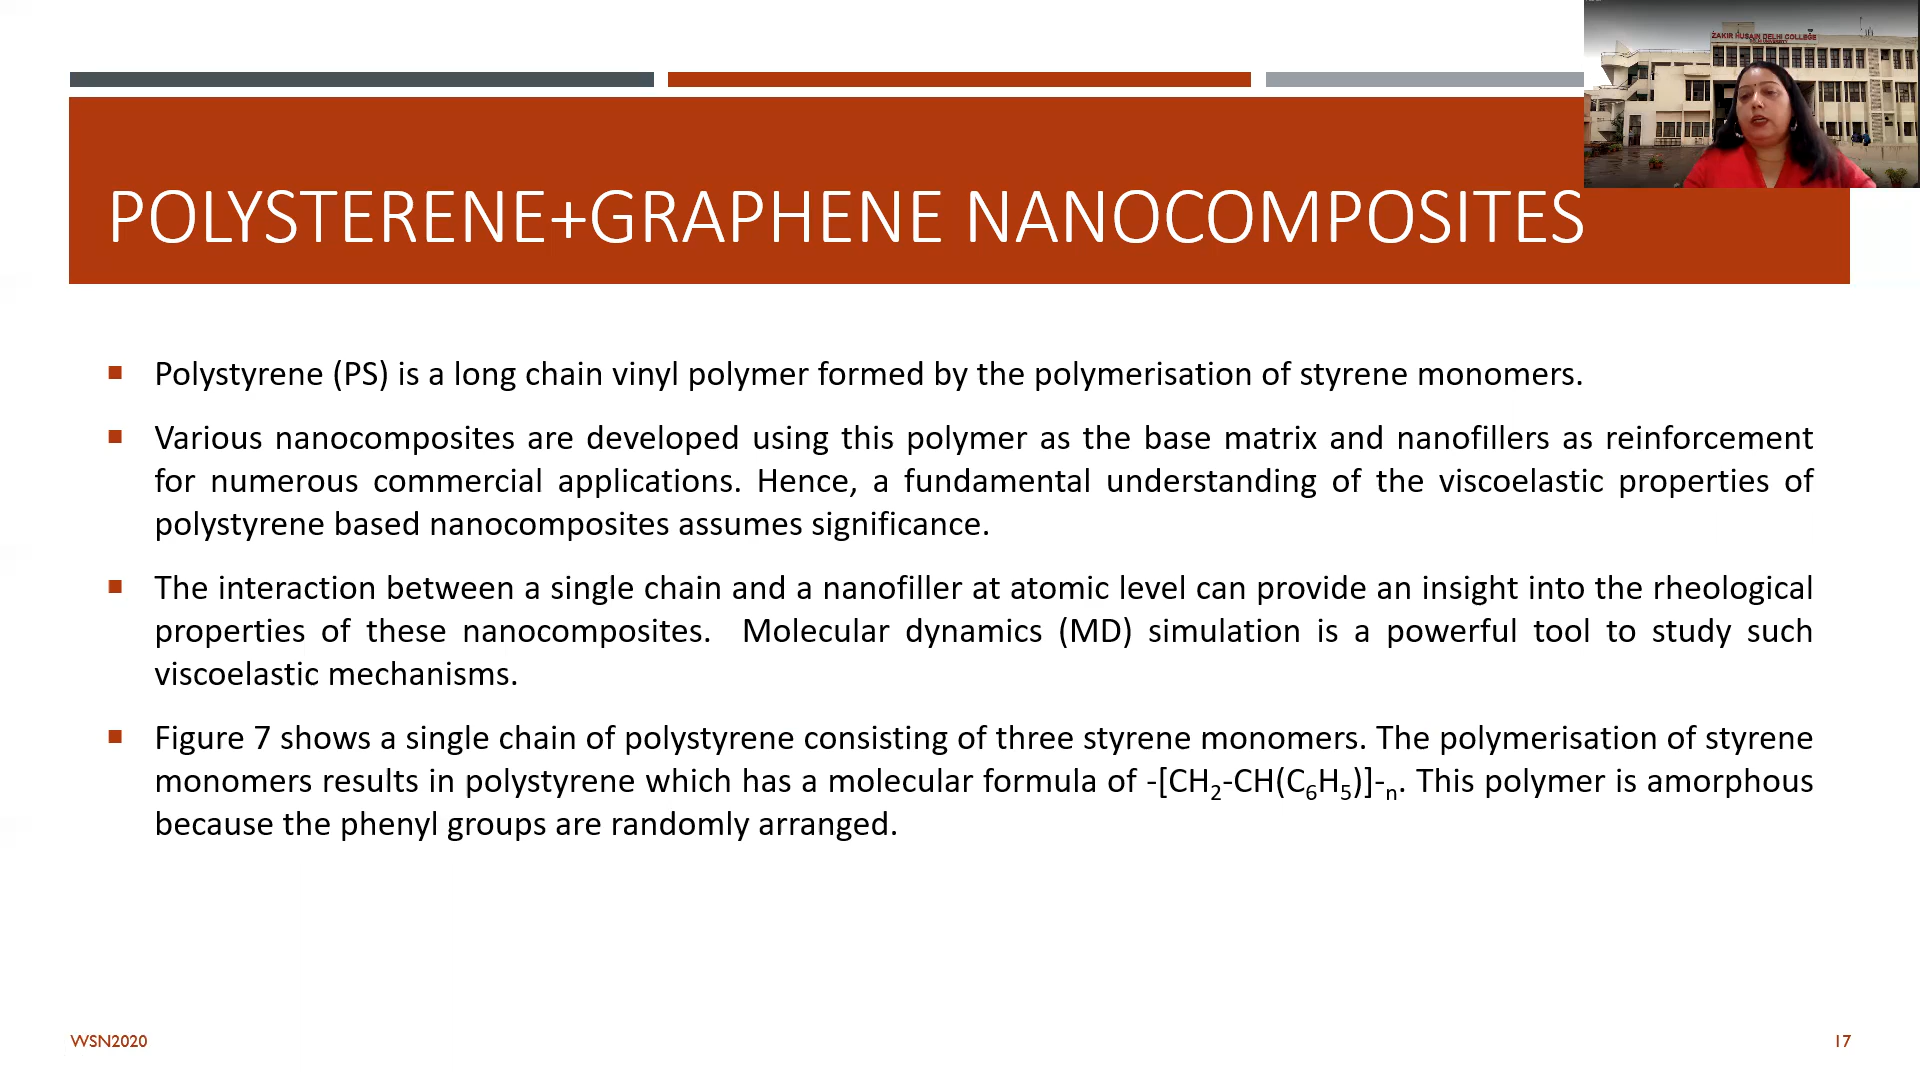 ZAKIR HUSAIN DELHI COLLEGE
POLYSTERENE+GRAPHENE NANOCOMPOSITES
▪ Polystyrene (PS) is a long chain vinyl polymer formed by the polymerisation of styrene monomers.
▪ Various nanocomposites are developed using this polymer as the base matrix and nanofillers as reinforcement
for numerous commercial applications. Hence, a fundamental understanding of the viscoelastic properties of
polystyrene based nanocomposites assumes significance.
▪ The interaction between a single chain and a nanofiller at atomic level can provide an insight into the rheological
properties of these nanocomposites. Molecular dynamics (MD) simulation is a powerful tool to study such
viscoelastic mechanisms.
▪ Figure 7 shows a single chain of polystyrene consisting of three styrene monomers. The polymerisation of styrene
monomers results in polystyrene which has a molecular formula of -[CH₂-CH(C₆H₅)]-ₙ. This polymer is amorphous
because the phenyl groups are randomly arranged.
WSN2020
17